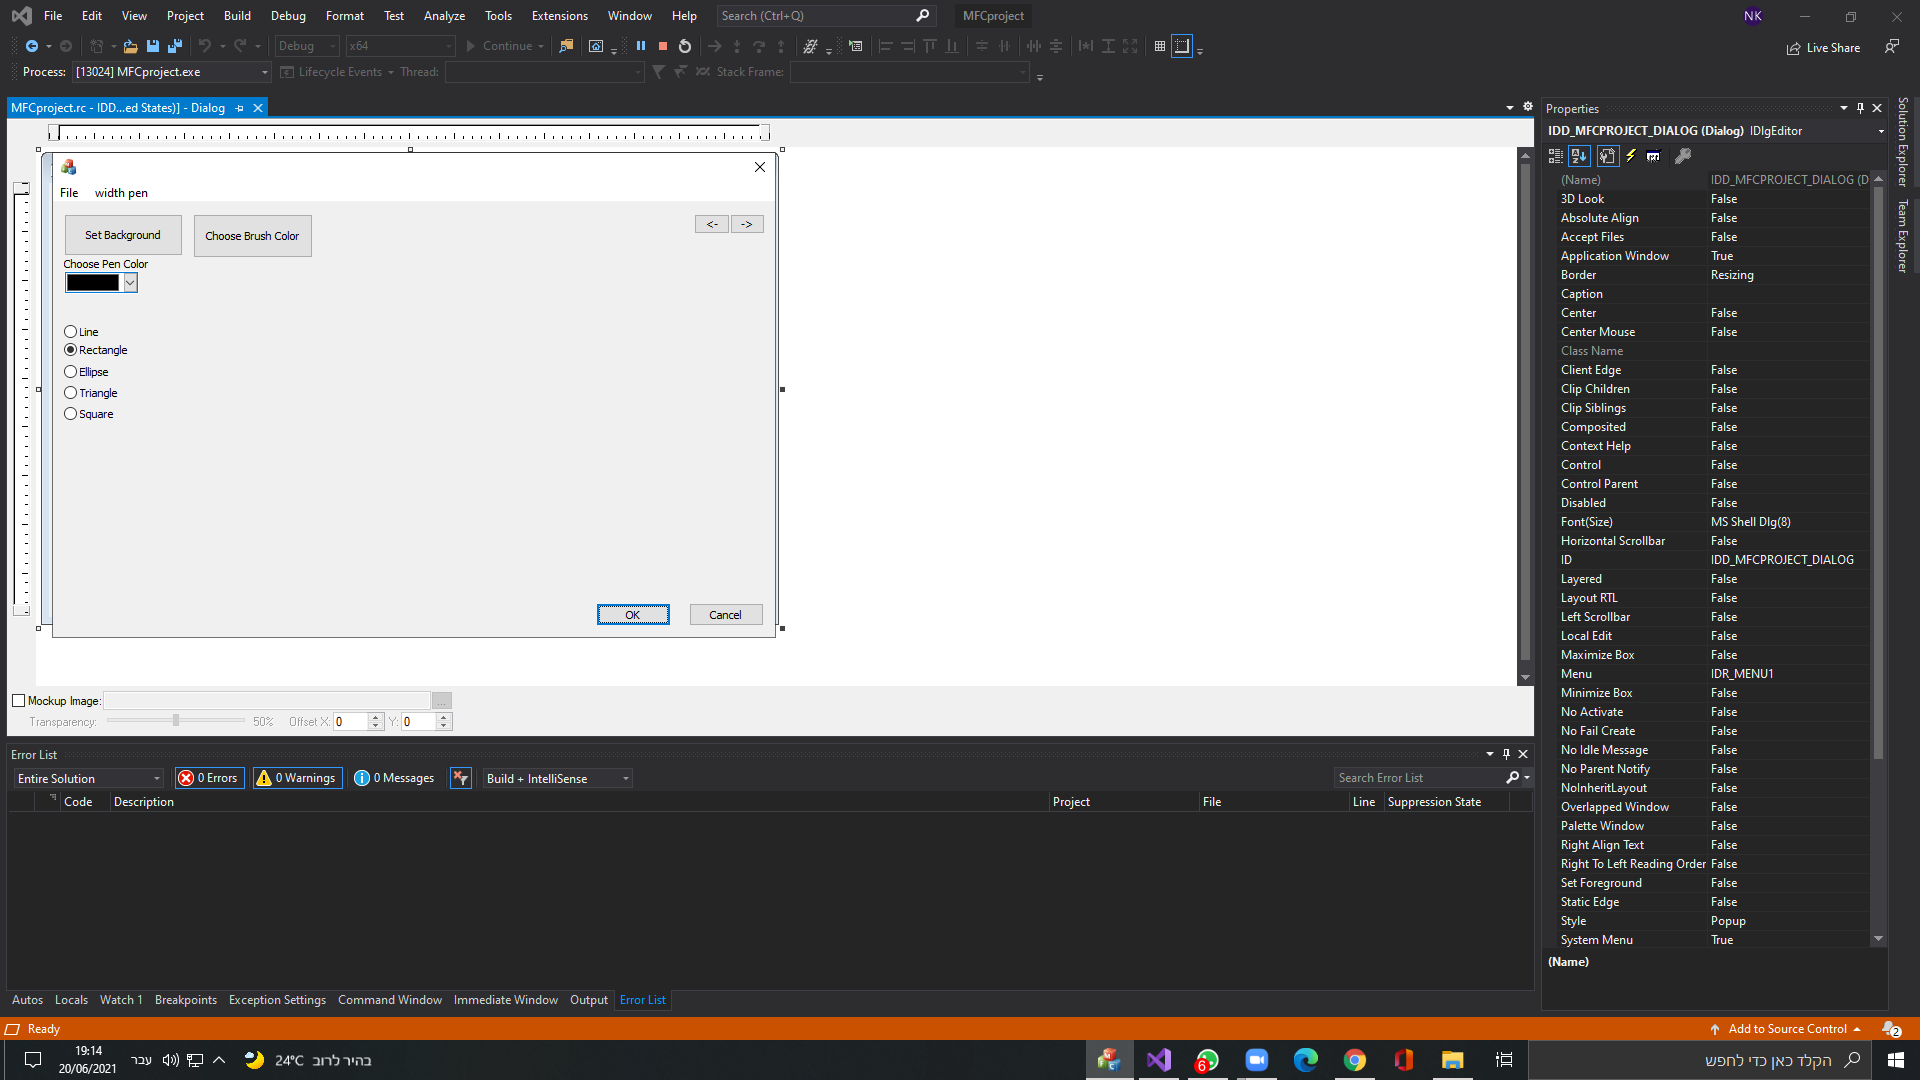 File Edit View Project Build Debug Format Test Analyze Tools Extensions Window Help Search (Ctrl+Q) MFCproject NK
Debug x64 Continue Live Share
Process: [13024] MFCproject.exe Lifecycle Events Thread: Stack Frame:
MFCproject.rc - IDD...ed States)] - Dialog
File width pen
Set Background Choose Brush Color <- ->
Choose Pen Color
Line
Rectangle
Ellipse
Triangle
Square
OK Cancel
Mockup Image: ...
Transparency: 50% Offset X: 0 Y: 0
Error List
Entire Solution 0 Errors 0 Warnings 0 Messages Build + IntelliSense Search Error List
Code Description Project File Line Suppression State
Autos Locals Watch 1 Breakpoints Exception Settings Command Window Immediate Window Output Error List
Properties
IDD_MFCPROJECT_DIALOG (Dialog) IDlgEditor
(Name) IDD_MFCPROJECT_DIALOG (D
3D Look False
Absolute Align False
Accept Files False
Application Window True
Border Resizing
Caption
Center False
Center Mouse False
Class Name
Client Edge False
Clip Children False
Clip Siblings False
Composited False
Context Help False
Control False
Control Parent False
Disabled False
Font(Size) MS Shell Dlg(8)
Horizontal Scrollbar False
ID IDD_MFCPROJECT_DIALOG
Layered False
Layout RTL False
Left Scrollbar False
Local Edit False
Maximize Box False
Menu IDR_MENU1
Minimize Box False
No Activate False
No Fail Create False
No Idle Message False
No Parent Notify False
NoInheritLayout False
Overlapped Window False
Palette Window False
Right Align Text False
Right To Left Reading Order False
Set Foreground False
Static Edge False
Style Popup
System Menu True
(Name)
Solution Explorer
Team Explorer
Ready Add to Source Control 2
19:14
20/06/2021
עבר
24°C בהיר לרוב
6
הקלד כאן כדי לחפש